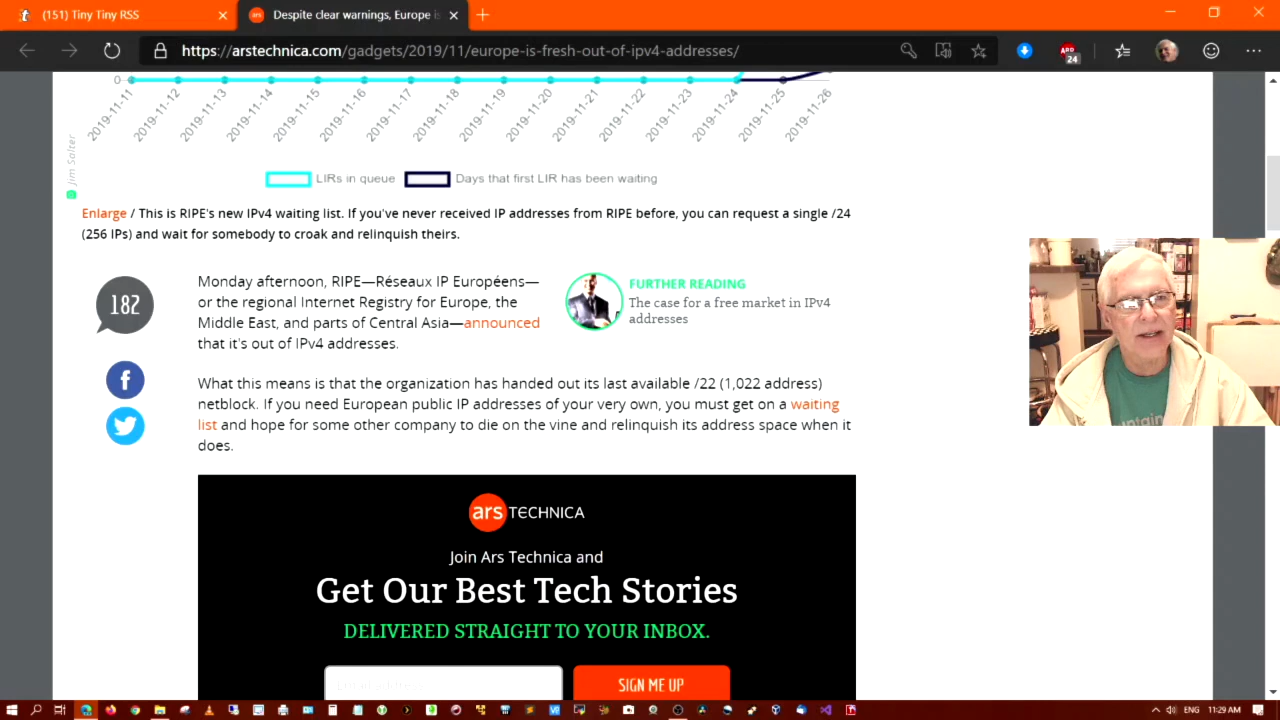 (151) Tiny Tiny RSS
ars
Despite clear warnings, Europe is
https://arstechnica.com/gadgets/2019/11/europe-is-fresh-out-of-ipv4-addresses/
ABP
24
0
2019-11-11
2019-11-12
2019-11-13
2019-11-14
2019-11-15
2019-11-16
2019-11-17
2019-11-18
2019-11-19
2019-11-20
2019-11-21
2019-11-22
2019-11-23
2019-11-24
2019-11-25
2019-11-26
Jim Salter
LIRs in queue
Days that first LIR has been waiting
Enlarge / This is RIPE's new IPv4 waiting list. If you've never received IP addresses from RIPE before, you can request a single /24
(256 IPs) and wait for somebody to croak and relinquish theirs.
182
Monday afternoon, RIPE—Réseaux IP Européens—
or the regional Internet Registry for Europe, the
Middle East, and parts of Central Asia—announced
that it's out of IPv4 addresses.
FURTHER READING
The case for a free market in IPv4
addresses
What this means is that the organization has handed out its last available /22 (1,022 address)
netblock. If you need European public IP addresses of your very own, you must get on a waiting
list and hope for some other company to die on the vine and relinquish its address space when it
does.
ars TECHNICA
Join Ars Technica and
Get Our Best Tech Stories
DELIVERED STRAIGHT TO YOUR INBOX.
SIGN ME UP
ENG
11:29 AM